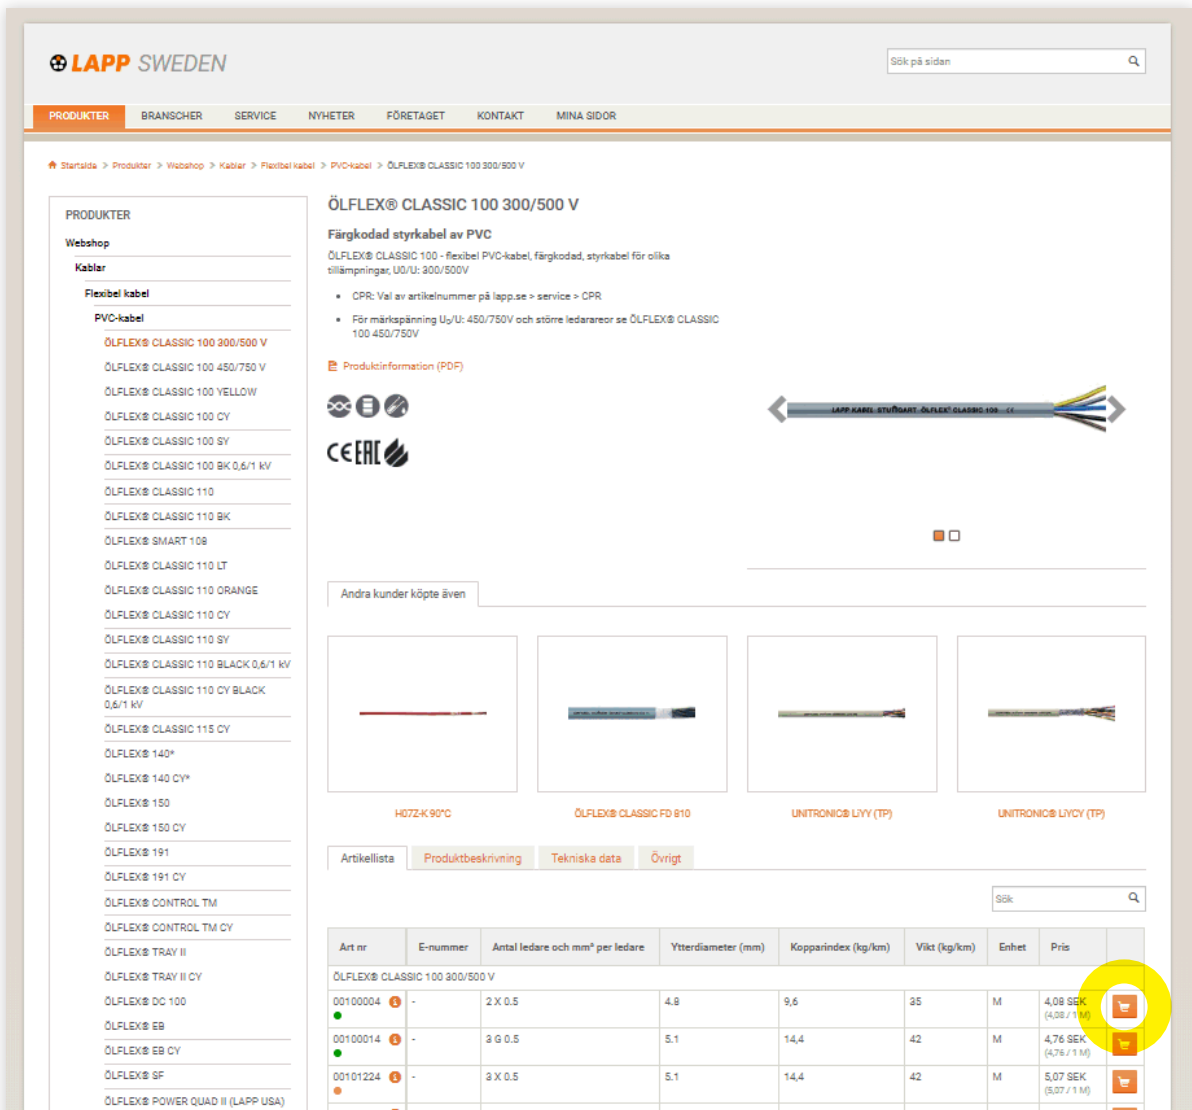 LAPP SWEDEN
Sök på sidan
PRODUKTER BRANSCHER SERVICE NYHETER FÖRETAGET KONTAKT MINA SIDOR
Startsida > Produkter > Webshop > Kablar > Flexibel kabel > PVC-kabel > ÖLFLEX® CLASSIC 100 300/500 V
PRODUKTER
Webshop
Kablar
Flexibel kabel
PVC-kabel
ÖLFLEX® CLASSIC 100 300/500 V
ÖLFLEX® CLASSIC 100 450/750 V
ÖLFLEX® CLASSIC 100 YELLOW
ÖLFLEX® CLASSIC 100 CY
ÖLFLEX® CLASSIC 100 SY
ÖLFLEX® CLASSIC 100 BK 0,6/1 kV
ÖLFLEX® CLASSIC 110
ÖLFLEX® CLASSIC 110 BK
ÖLFLEX® SMART 108
ÖLFLEX® CLASSIC 110 LT
ÖLFLEX® CLASSIC 110 ORANGE
ÖLFLEX® CLASSIC 110 CY
ÖLFLEX® CLASSIC 110 SY
ÖLFLEX® CLASSIC 110 BLACK 0,6/1 kV
ÖLFLEX® CLASSIC 110 CY BLACK
0,6/1 kV
ÖLFLEX® CLASSIC 115 CY
ÖLFLEX® 140*
ÖLFLEX® 140 CY*
ÖLFLEX® 150
ÖLFLEX® 150 CY
ÖLFLEX® 191
ÖLFLEX® 191 CY
ÖLFLEX® CONTROL TM
ÖLFLEX® CONTROL TM CY
ÖLFLEX® TRAY II
ÖLFLEX® TRAY II CY
ÖLFLEX® DC 100
ÖLFLEX® EB
ÖLFLEX® EB CY
ÖLFLEX® SF
ÖLFLEX® POWER QUAD II (LAPP USA)
ÖLFLEX® CLASSIC 100 300/500 V
Färgkodad styrkabel av PVC
ÖLFLEX® CLASSIC 100 - flexibel PVC-kabel, färgkodad, styrkabel för olika
tillämpningar, U0/U: 300/500V
• CPR: Val av artikelnummer på lapp.se > service > CPR
• För märkspänning U₀/U: 450/750V och större ledarareor se ÖLFLEX® CLASSIC
100 450/750V
Produktinformation (PDF)
CE EAC
LAPP KABEL STUTTGART ÖLFLEX® CLASSIC 100 CE
Andra kunder köpte även
H07Z-K 90°C ÖLFLEX® CLASSIC FD 810 UNITRONIC® LiYY (TP) UNITRONIC® LiYCY (TP)
Artikellista Produktbeskrivning Tekniska data Övrigt
Sök
Art nr E-nummer Antal ledare och mm² per ledare Ytterdiameter (mm) Kopparindex (kg/km) Vikt (kg/km) Enhet Pris
ÖLFLEX® CLASSIC 100 300/500 V
00100004 - 2 X 0.5 4.8 9,6 35 M 4,08 SEK
(4,08 / 1 M)
00100014 - 3 G 0.5 5.1 14,4 42 M 4,76 SEK
(4,76 / 1 M)
00101224 - 3 X 0.5 5.1 14,4 42 M 5,07 SEK
(5,07 / 1 M)